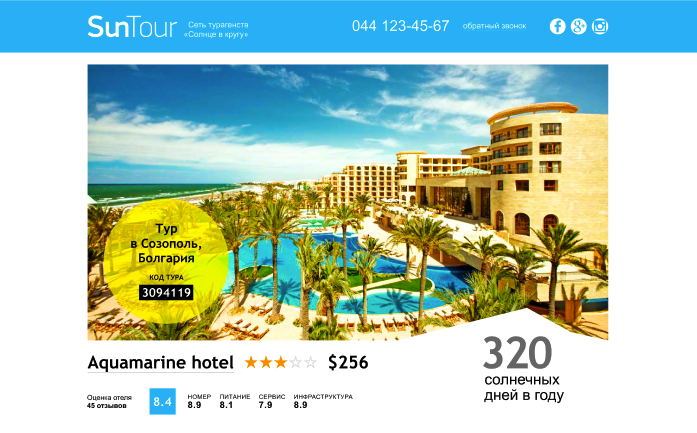 SunTour
Сеть турагенств
«Солнце в кругу»
044 123-45-67
обратный звонок
Тур
в Созополь,
Болгария
КОД ТУРА
3094119
Aquamarine hotel
$256
320
солнечных
дней в году
Оценка отеля
45 отзывов
8.4
НОМЕР ПИТАНИЕ СЕРВИС ИНФРАСТРУКТУРА
8.9 8.1 7.9 8.9